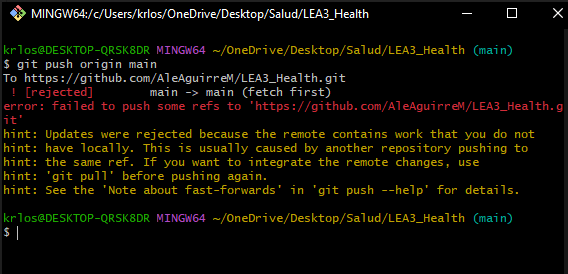 MINGW64:/c/Users/krlos/OneDrive/Desktop/Salud/LEA3_Health
krlos@DESKTOP-QRSK8DR MINGW64 ~/OneDrive/Desktop/Salud/LEA3_Health (main)
$ git push origin main
To https://github.com/AleAguirreM/LEA3_Health.git
! [rejected]        main -> main (fetch first)
error: failed to push some refs to 'https://github.com/AleAguirreM/LEA3_Health.g
it'
hint: Updates were rejected because the remote contains work that you do not
hint: have locally. This is usually caused by another repository pushing to
hint: the same ref. If you want to integrate the remote changes, use
hint: 'git pull' before pushing again.
hint: See the 'Note about fast-forwards' in 'git push --help' for details.
krlos@DESKTOP-QRSK8DR MINGW64 ~/OneDrive/Desktop/Salud/LEA3_Health (main)
$